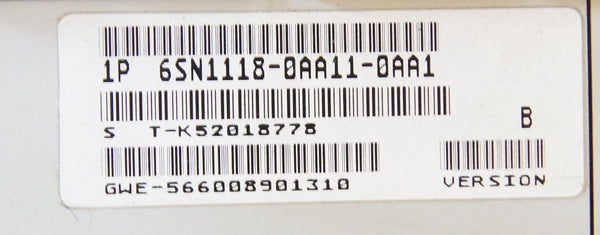 1P 6SN1118-0AA11-0AA1
S T-K52018778
B
GWE-566008901310
VERSION